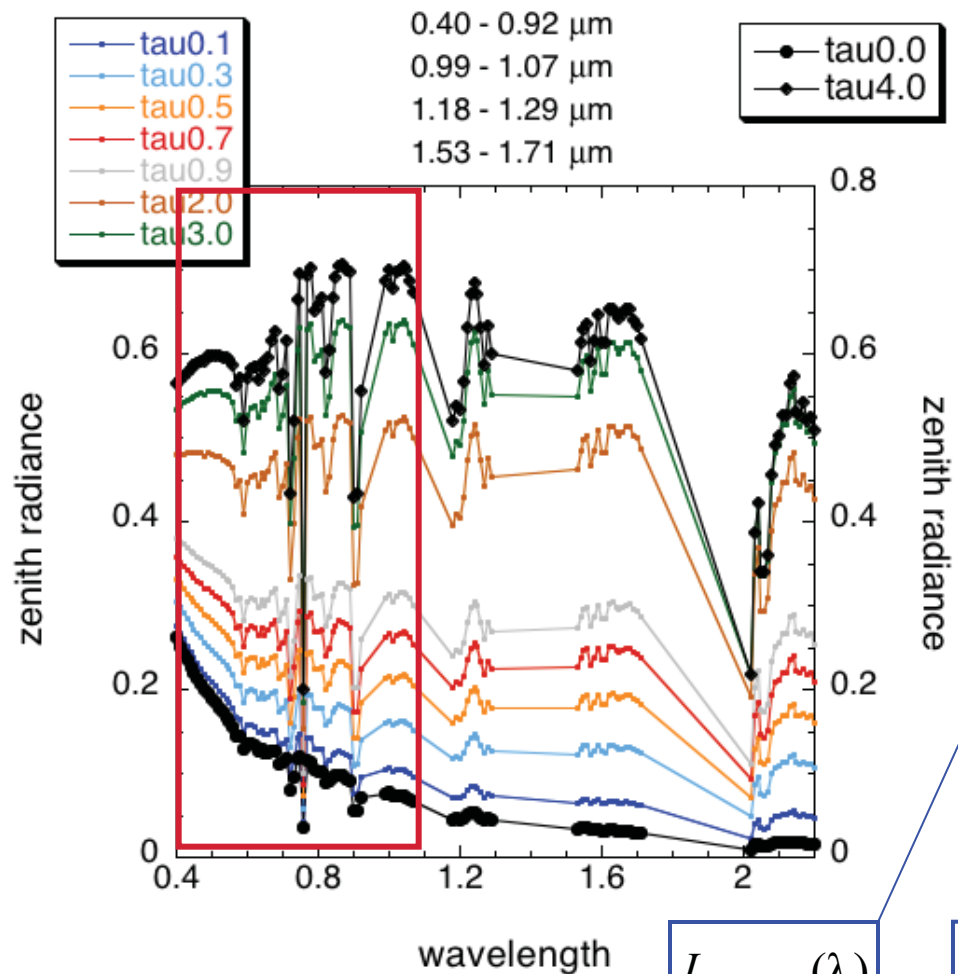 tau0.1
tau0.3
tau0.5
tau0.7
tau0.9
tau2.0
tau3.0
0.40 - 0.92 μm
0.99 - 1.07 μm
1.18 - 1.29 μm
1.53 - 1.71 μm
tau0.0
tau4.0
0.8
0.6
0.6
0.4
0.4
0.2
0.2
0
0
zenith radiance
zenith radiance
0.4
0.8
1.2
1.6
2
wavelength
I (λ)